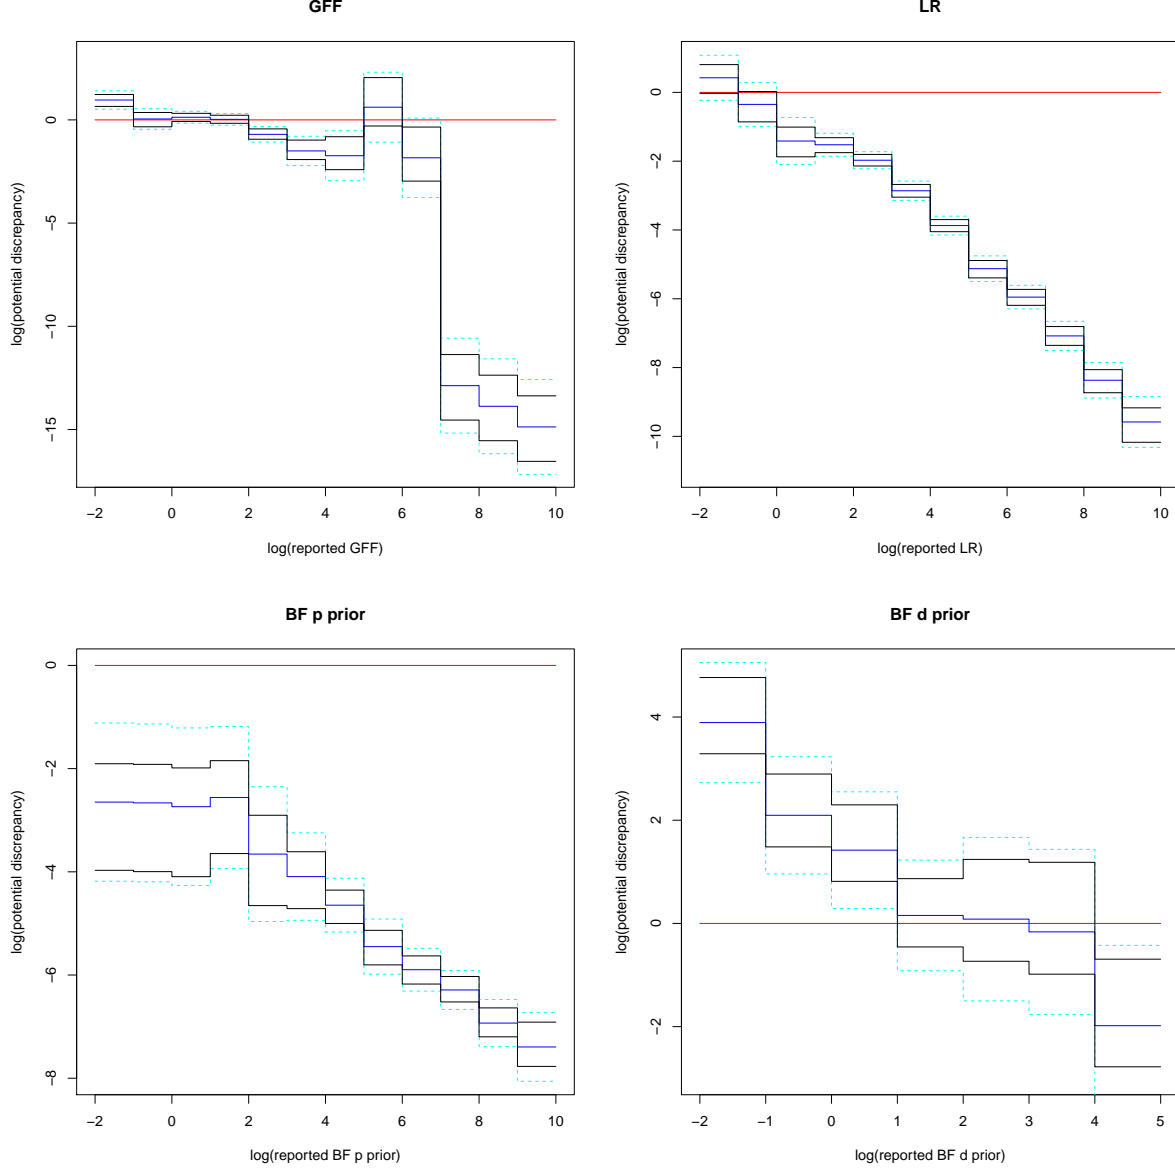 GFF
0
−5
−10
−15
log(potential discrepancy)
−2 0 2 4 6 8 10
log(reported GFF)
LR
0
−2
−4
−6
−8
−10
log(potential discrepancy)
−2 0 2 4 6 8 10
log(reported LR)
BF p prior
0
−2
−4
−6
−8
log(potential discrepancy)
−2 0 2 4 6 8 10
log(reported BF p prior)
BF d prior
4
2
0
−2
log(potential discrepancy)
−2 −1 0 1 2 3 4 5
log(reported BF d prior)